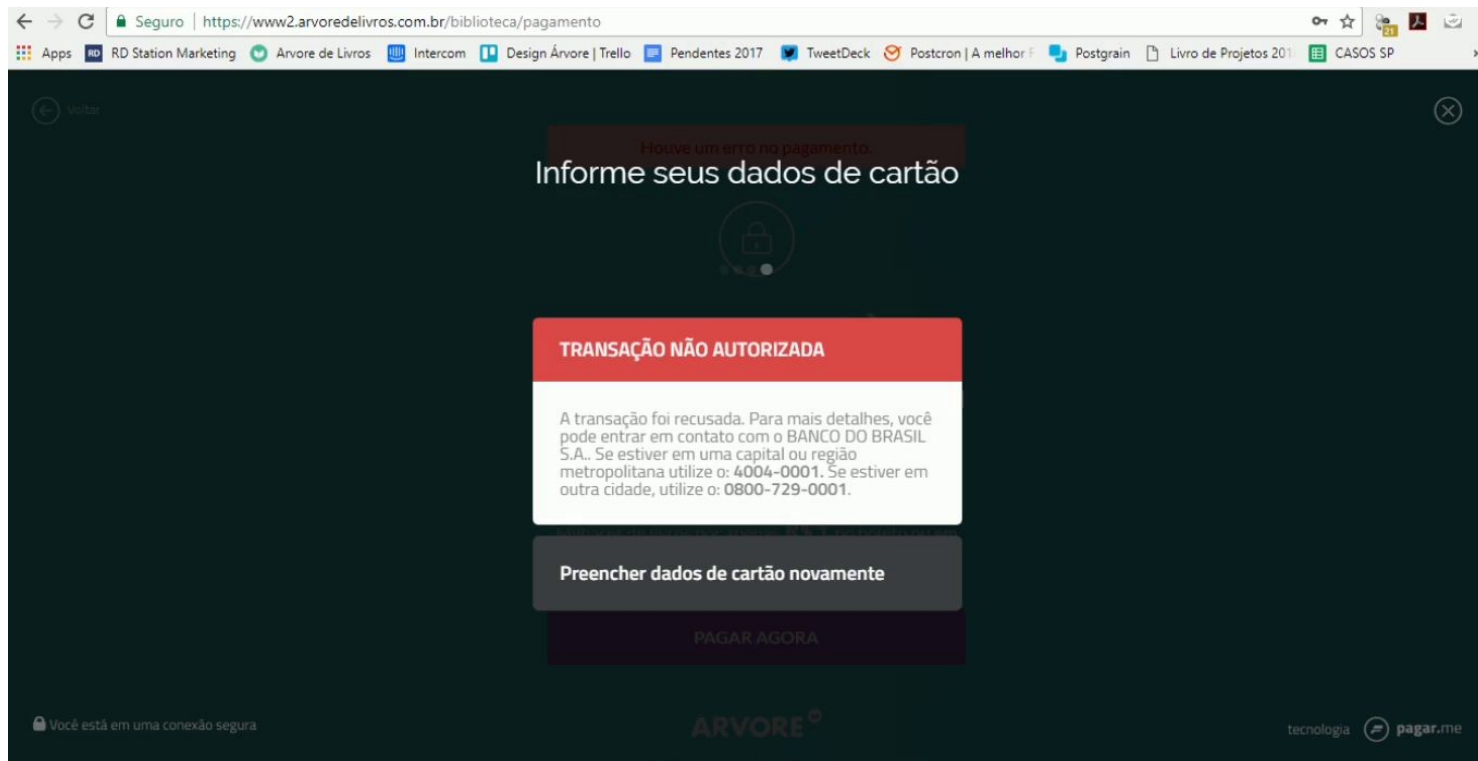 Seguro | https://www2.arvoredelivros.com.br/biblioteca/pagamento
21
Apps RD RD Station Marketing Arvore de Livros Intercom Design Árvore | Trello Pendentes 2017 TweetDeck Postcron | A melhor F Postgrain Livro de Projetos 201 CASOS SP »
Voltar
Houve um erro no pagamento.
Informe seus dados de cartão
TRANSAÇÃO NÃO AUTORIZADA
A transação foi recusada. Para mais detalhes, você
pode entrar em contato com o BANCO DO BRASIL
S.A.. Se estiver em uma capital ou região
metropolitana utilize o: 4004-0001. Se estiver em
outra cidade, utilize o: 0800-729-0001.
Preencher dados de cartão novamente
PAGAR AGORA
Você está em uma conexão segura
ARVORE
tecnologia pagar.me